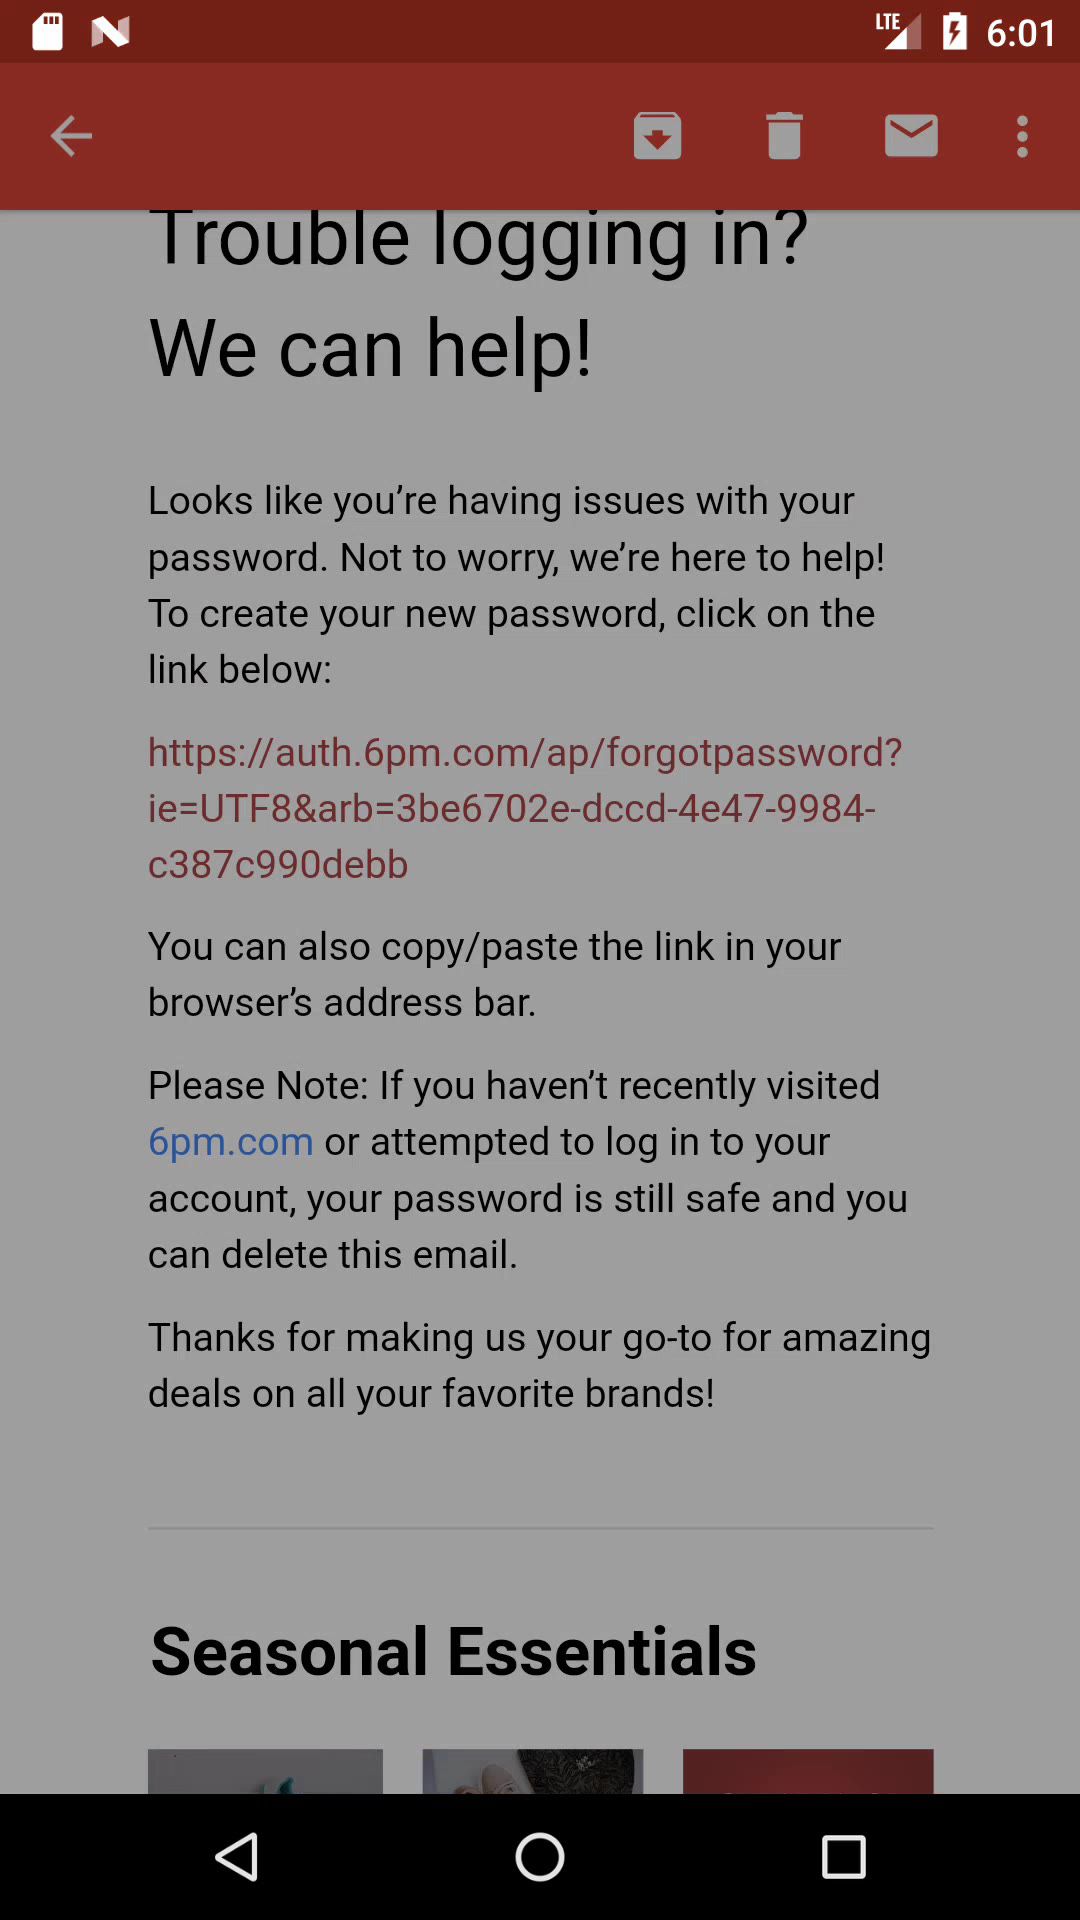 LTE 6:01
Trouble logging in?
We can help!
Looks like you’re having issues with your
password. Not to worry, we’re here to help!
To create your new password, click on the
link below:
https://auth.6pm.com/ap/forgotpassword?
ie=UTF8&arb=3be6702e-dccd-4e47-9984-
c387c990debb
You can also copy/paste the link in your
browser’s address bar.
Please Note: If you haven’t recently visited
6pm.com or attempted to log in to your
account, your password is still safe and you
can delete this email.
Thanks for making us your go-to for amazing
deals on all your favorite brands!
Seasonal Essentials